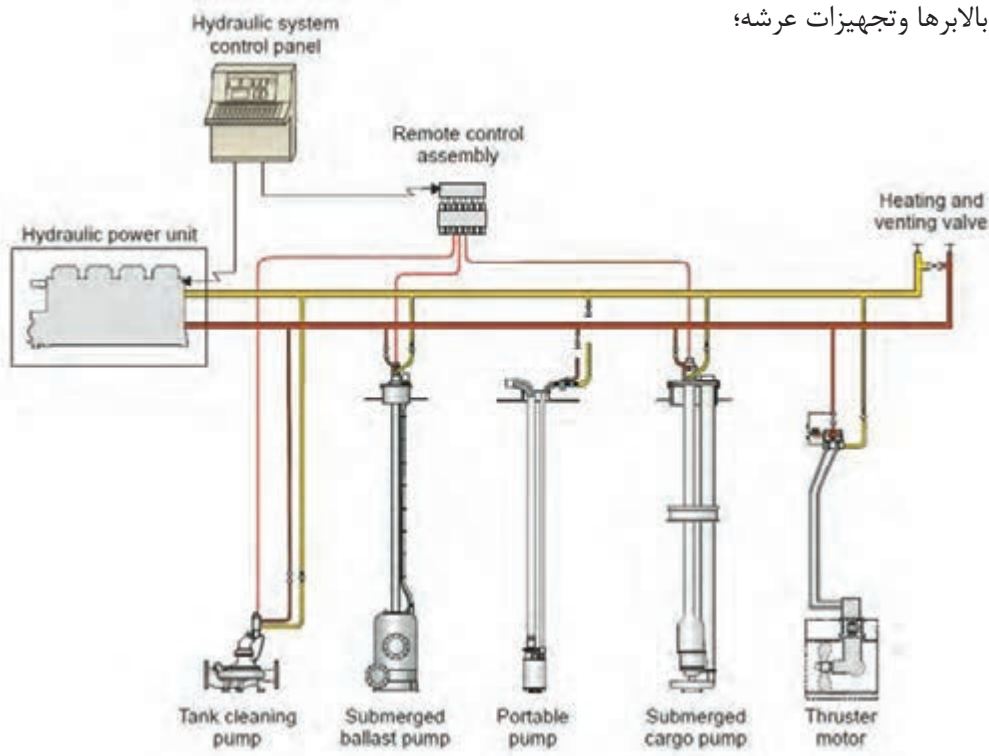 بالابرها وتجهیزات عرشه؛
Hydraulic system
control panel
Remote control
assembly
Heating and
venting valve
Hydraulic power unit
Tank cleaning
pump
Submerged
ballast pump
Portable
pump
Submerged
cargo pump
Thruster
motor